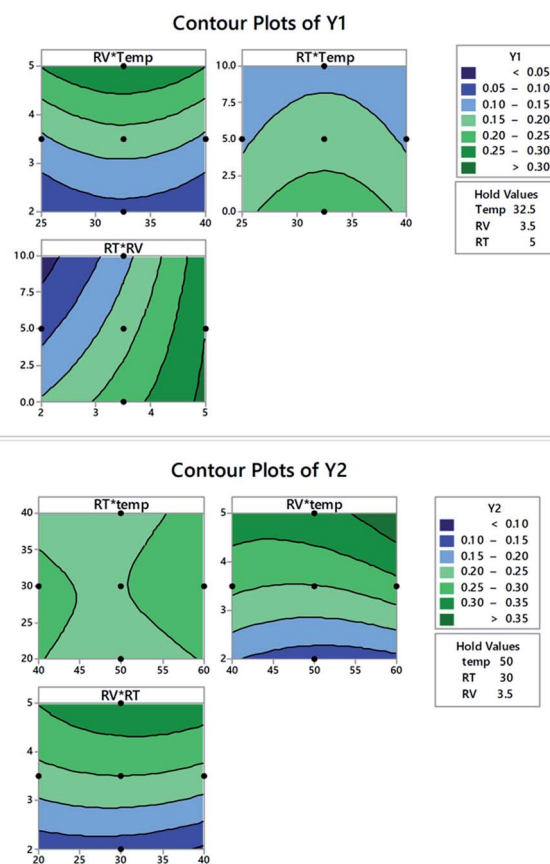 Contour Plots of Y1
RV*Temp
5
4
3
2
25 30 35 40
RT*Temp
10.0
7.5
5.0
2.5
0.0
25 30 35 40
Y1
< 0.05
0.05 – 0.10
0.10 – 0.15
0.15 – 0.20
0.20 – 0.25
0.25 – 0.30
> 0.30
Hold Values
Temp 32.5
RV 3.5
RT 5
RT*RV
10.0
7.5
5.0
2.5
0.0
2 3 4 5
Contour Plots of Y2
RT*temp
40
35
30
25
20
40 45 50 55 60
RV*temp
5
4
3
2
40 45 50 55 60
Y2
< 0.10
0.10 – 0.15
0.15 – 0.20
0.20 – 0.25
0.25 – 0.30
0.30 – 0.35
> 0.35
Hold Values
temp 50
RT 30
RV 3.5
RV*RT
5
4
3
2
20 25 30 35 40